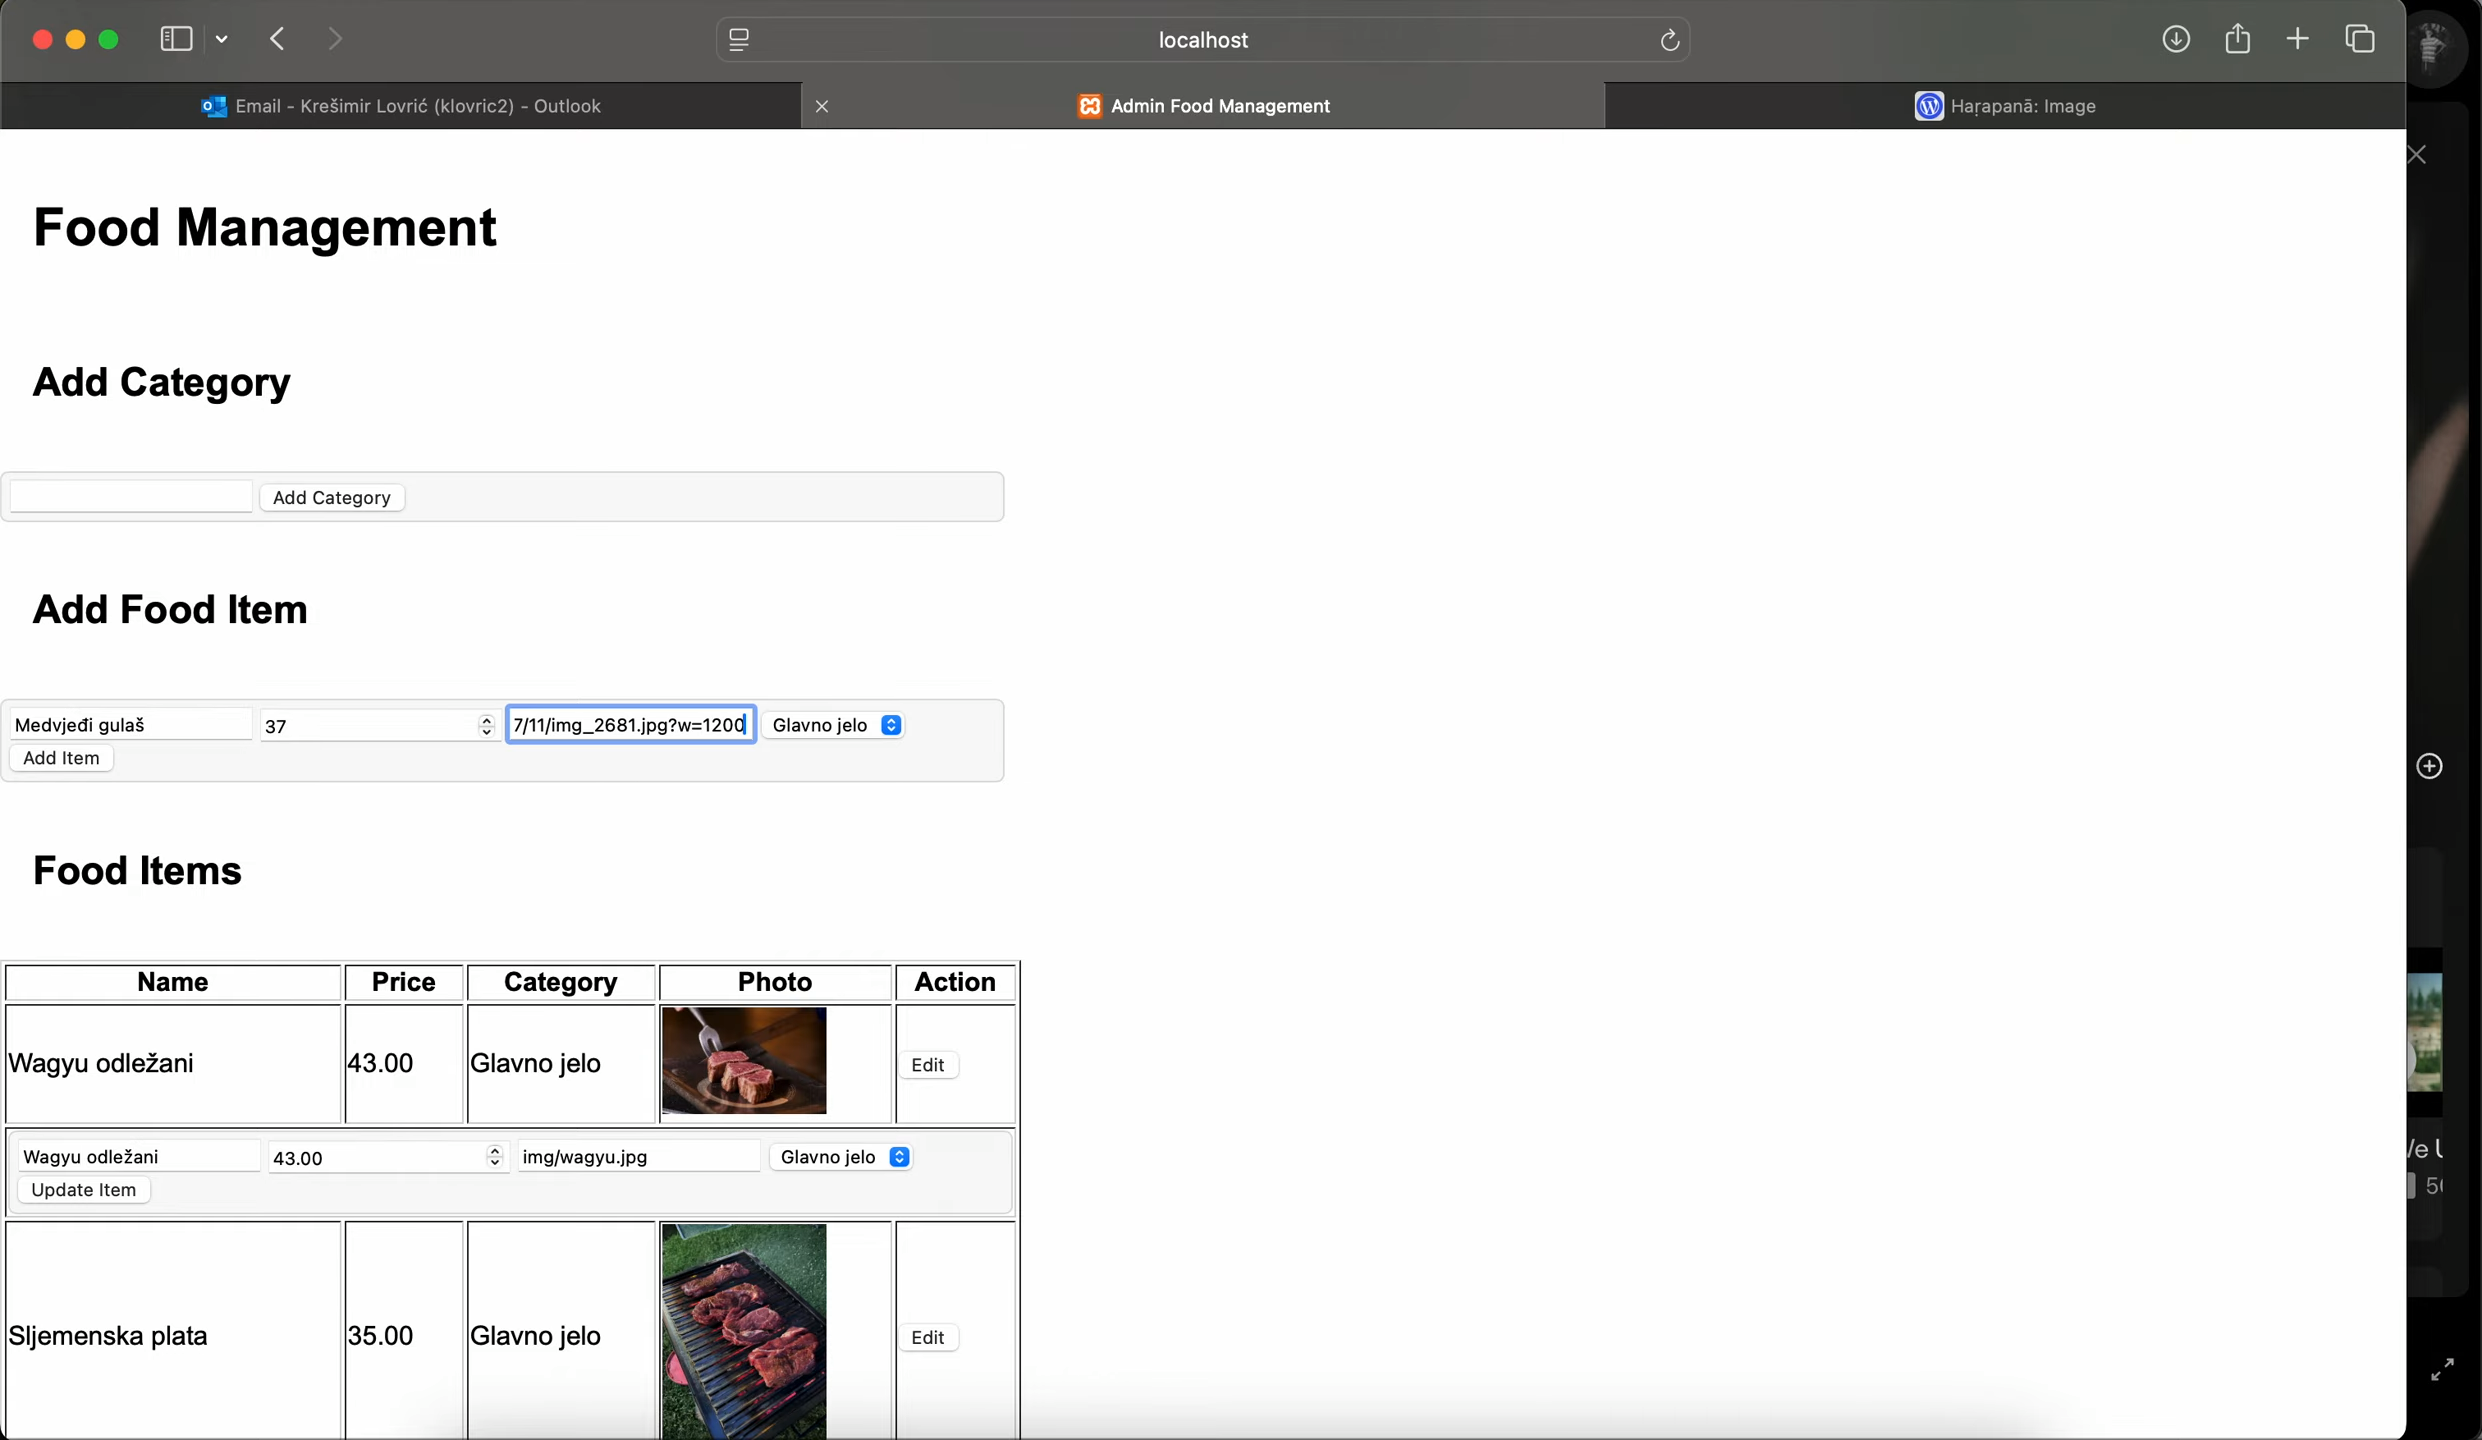 localhost
Email - Krešimir Lovrić (klovric2) - Outlook
Admin Food Management
Haṛapanā: Image
Food Management
Add Category
Add Category
Add Food Item
Medvjeđi gulaš 37 7/11/img_2681.jpg?w=1200 Glavno jelo
Add Item
Food Items
Name Price Category Photo Action
Wagyu odležani 43.00 Glavno jelo Edit
Wagyu odležani 43.00 img/wagyu.jpg Glavno jelo
Update Item
Sljemenska plata 35.00 Glavno jelo Edit